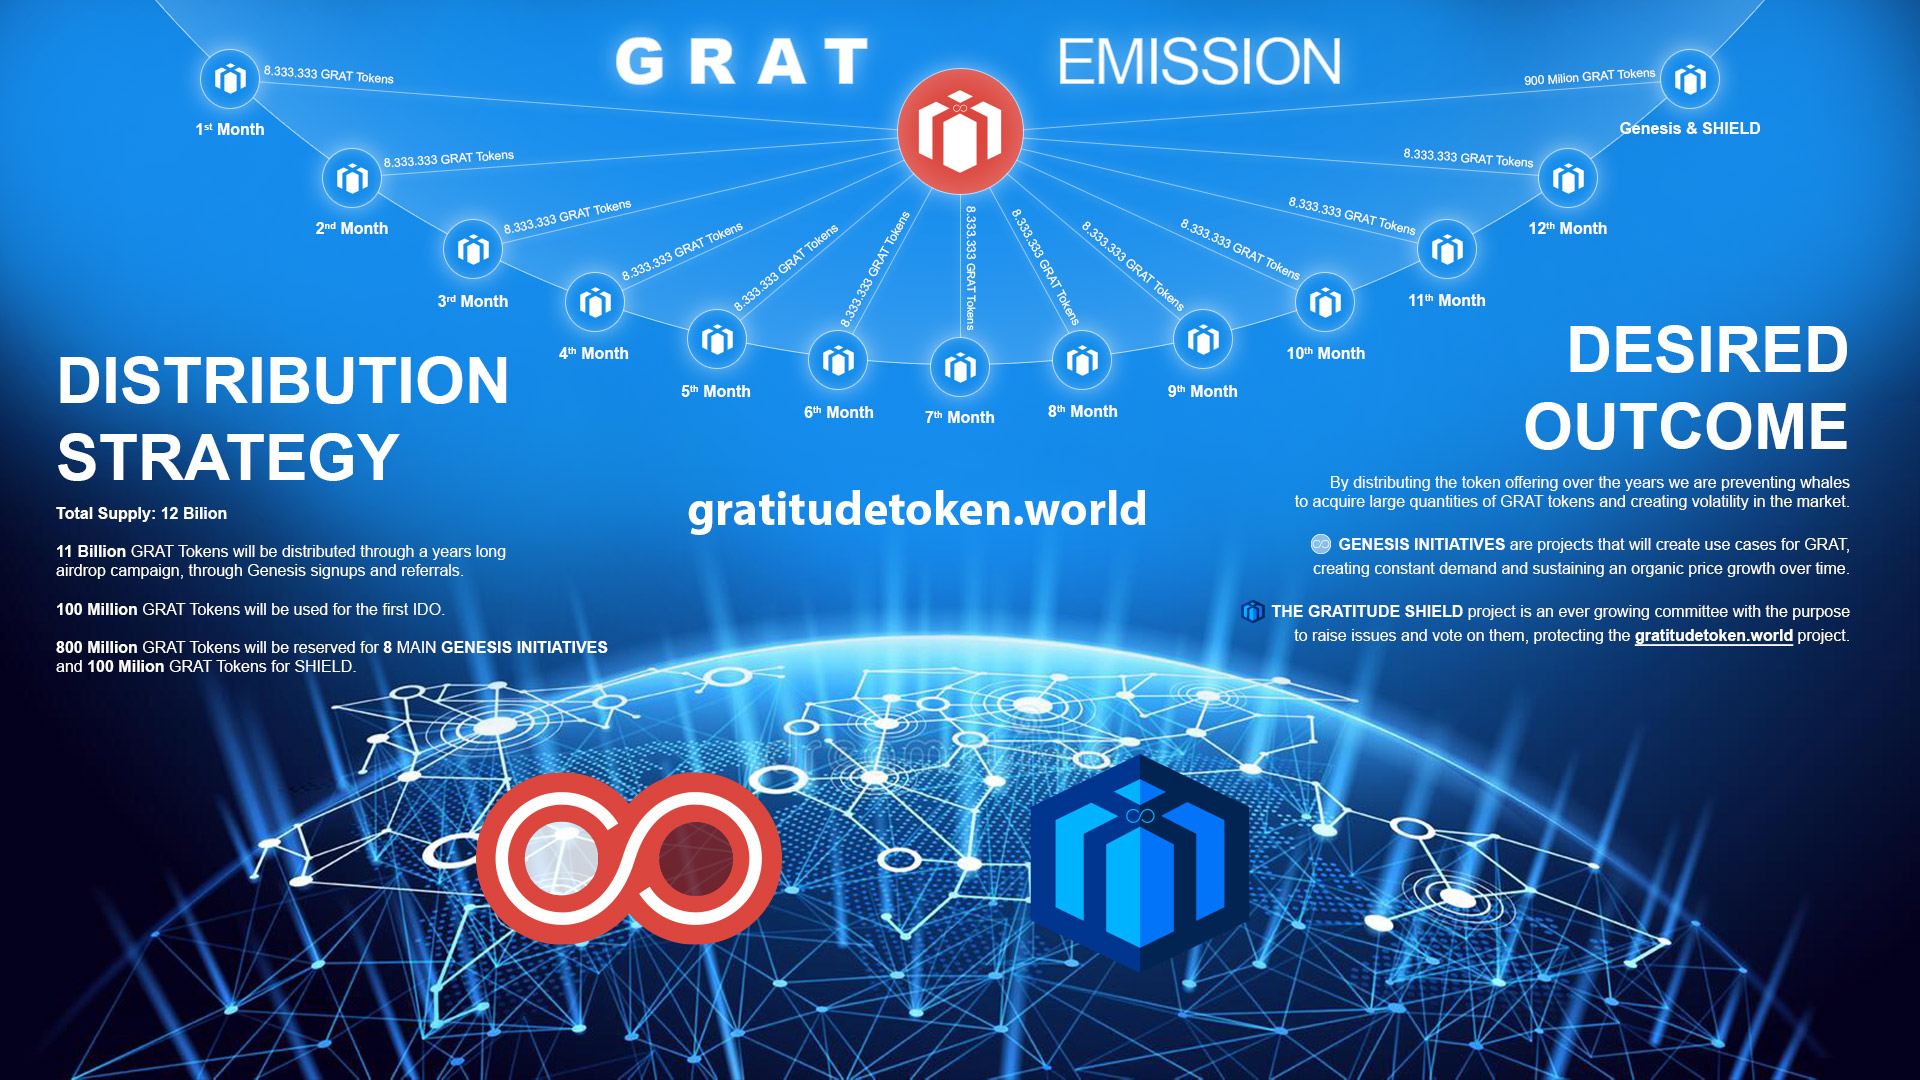 GRAT EMISSION
8.333.333 GRAT Tokens
1st Month
8.333.333 GRAT Tokens
2nd Month
8.333.333 GRAT Tokens
3rd Month
8.333.333 GRAT Tokens
4th Month
8.333.333 GRAT Tokens
5th Month
8.333.333 GRAT Tokens
6th Month
8.333.333 GRAT Tokens
7th Month
8.333.333 GRAT Tokens
8th Month
8.333.333 GRAT Tokens
9th Month
8.333.333 GRAT Tokens
10th Month
8.333.333 GRAT Tokens
11th Month
8.333.333 GRAT Tokens
12th Month
900 Milion GRAT Tokens
Genesis & SHIELD
DISTRIBUTION
STRATEGY
Total Supply: 12 Bilion
11 Billion GRAT Tokens will be distributed through a years long
airdrop campaign, through Genesis signups and referrals.
100 Million GRAT Tokens will be used for the first IDO.
800 Million GRAT Tokens will be reserved for 8 MAIN GENESIS INITIATIVES
and 100 Milion GRAT Tokens for SHIELD.
gratitudetoken.world
DESIRED
OUTCOME
By distributing the token offering over the years we are preventing whales
to acquire large quantities of GRAT tokens and creating volatility in the market.
GENESIS INITIATIVES are projects that will create use cases for GRAT,
creating constant demand and sustaining an organic price growth over time.
THE GRATITUDE SHIELD project is an ever growing committee with the purpose
to raise issues and vote on them, protecting the gratitudetoken.world project.